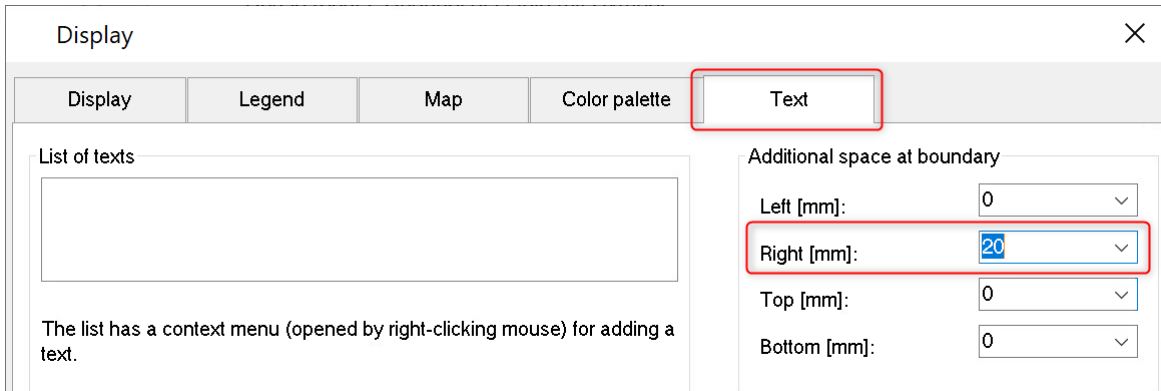 Display
Display
Legend
Map
Color palette
Text
List of texts
The list has a context menu (opened by right-clicking mouse) for adding a
text.
Additional space at boundary
Left [mm]: 0
Right [mm]: 20
Top [mm]: 0
Bottom [mm]: 0